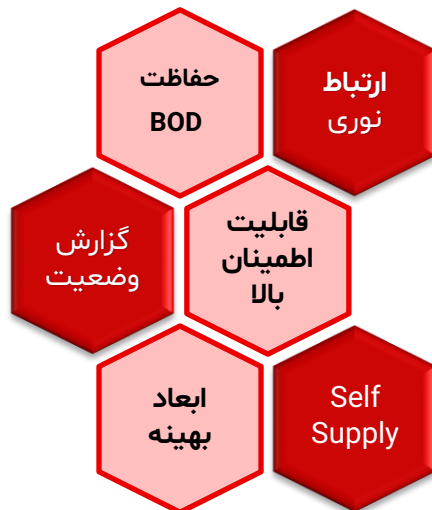 ارتباط
نوری
حفاظت
BOD
قابلیت
اطمینان
بالا
گزارش
وضعیت
Self
Supply
ابعاد
بهینه